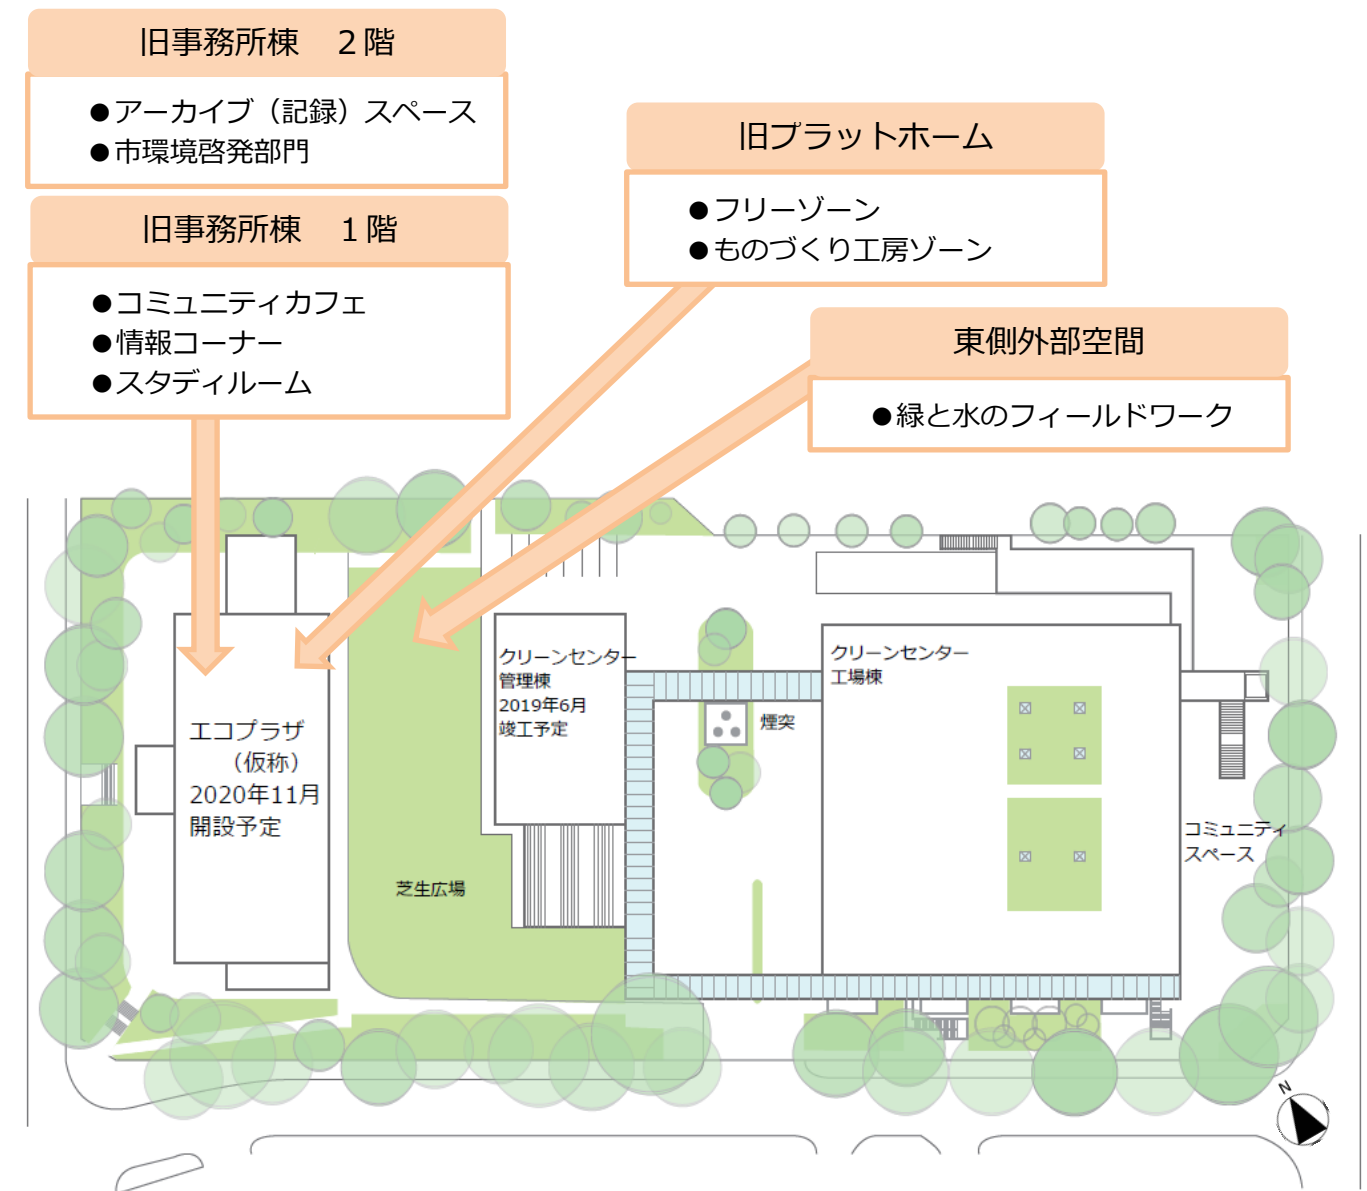 旧事務所棟　２階
●アーカイブ（記録）スペース
●市環境啓発部門
旧事務所棟　１階
●コミュニティカフェ
●情報コーナー
●スタディルーム
旧プラットホーム
●フリーゾーン
●ものづくり工房ゾーン
東側外部空間
●緑と水のフィールドワーク
エコプラザ
（仮称）
2020年11月
開設予定
芝生広場
クリーンセンター
管理棟
2019年6月
竣工予定
煙突
クリーンセンター
工場棟
コミュニティ
スペース
N